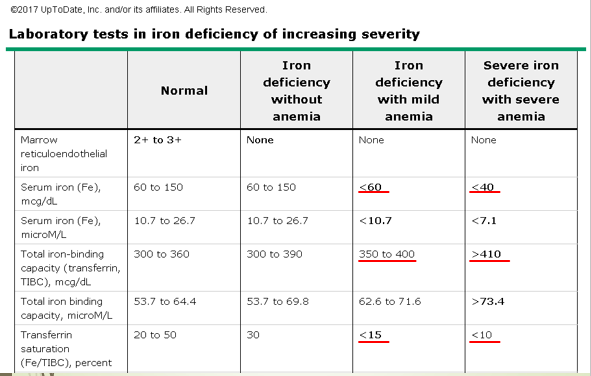 ©2017 UpToDate, Inc. and/or its affiliates. All Rights Reserved.
Laboratory tests in iron deficiency of increasing severity
Normal
Iron
deficiency
without
anemia
Iron
deficiency
with mild
anemia
Severe iron
deficiency
with severe
anemia
Marrow
reticuloendothelial
iron
2+ to 3+
None
None
None
Serum iron (Fe),
mcg/dL
60 to 150
60 to 150
<60
<40
Serum iron (Fe),
microM/L
10.7 to 26.7
10.7 to 26.7
<10.7
<7.1
Total iron-binding
capacity (transferrin,
TIBC), mcg/dL
300 to 360
300 to 390
350 to 400
>410
Total iron binding
capacity, microM/L
53.7 to 64.4
53.7 to 69.8
62.6 to 71.6
>73.4
Transferrin
saturation
(Fe/TIBC), percent
20 to 50
30
<15
<10